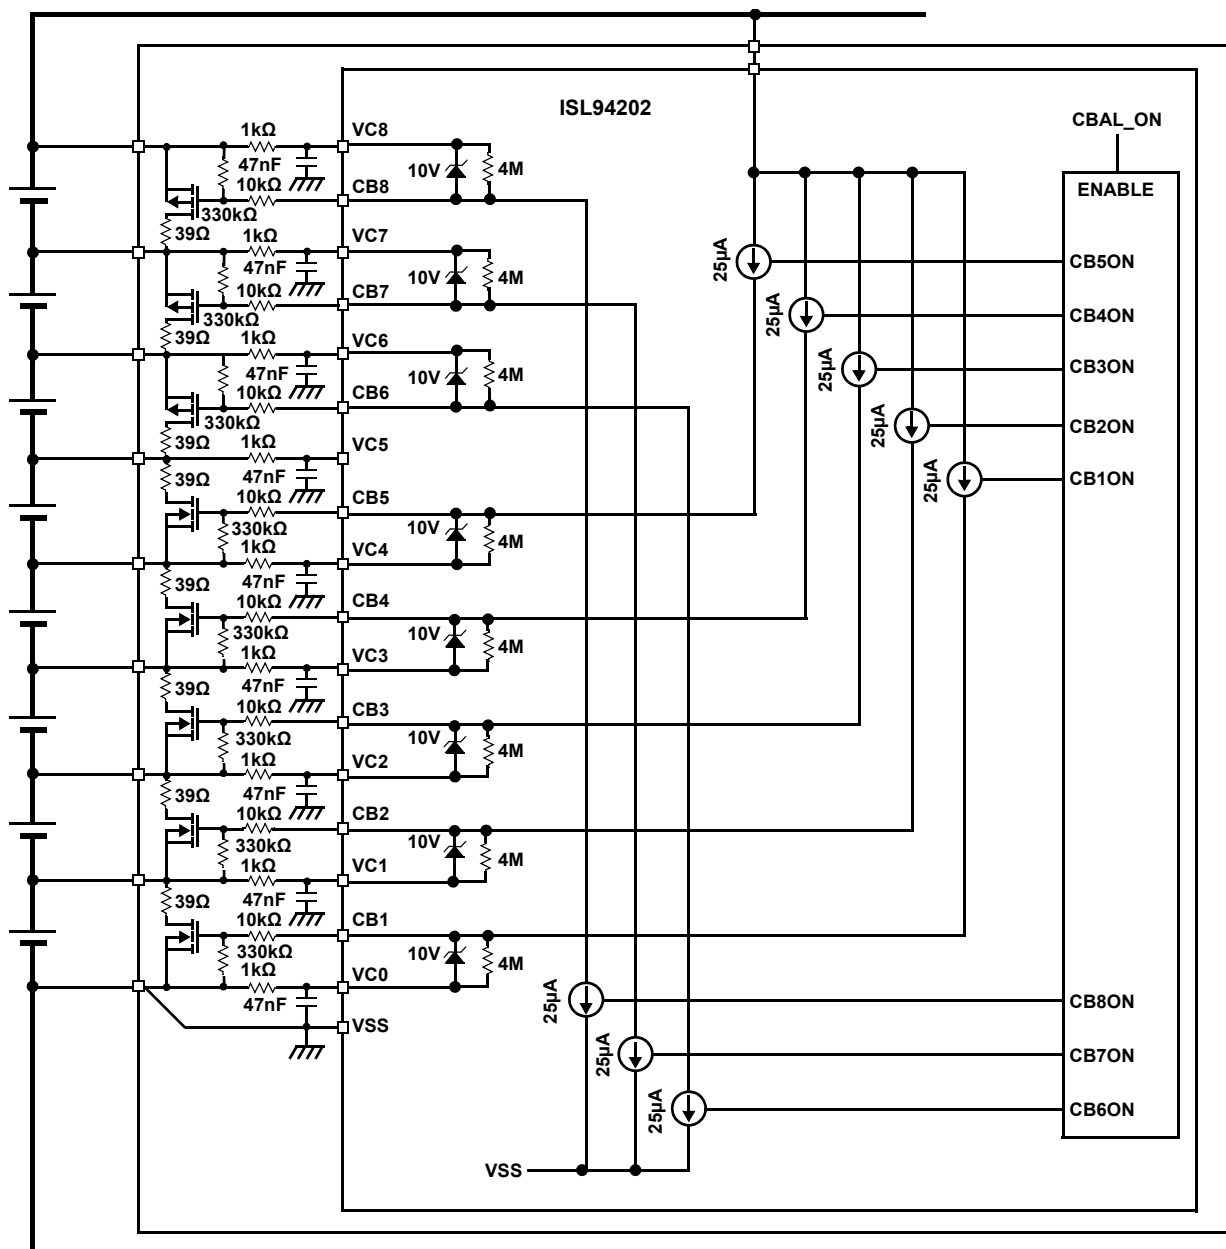 ISL94202
CBAL_ON
ENABLE
1kΩ
VC8
47nF
10V
4M
10kΩ
CB8
330kΩ
39Ω
1kΩ
VC7
47nF
10V
4M
10kΩ
CB7
330kΩ
39Ω
1kΩ
VC6
47nF
10V
4M
10kΩ
CB6
330kΩ
39Ω
1kΩ
VC5
39Ω
47nF
10kΩ
CB5
330kΩ
10V
4M
1kΩ
VC4
39Ω
47nF
10kΩ
CB4
330kΩ
10V
4M
1kΩ
VC3
39Ω
47nF
10kΩ
CB3
330kΩ
10V
4M
1kΩ
VC2
39Ω
47nF
10kΩ
CB2
330kΩ
10V
4M
1kΩ
VC1
39Ω
47nF
10kΩ
CB1
330kΩ
10V
4M
1kΩ
VC0
47nF
VSS
25µA
CB5ON
25µA
CB4ON
25µA
CB3ON
25µA
CB2ON
25µA
CB1ON
25µA
CB8ON
25µA
CB7ON
25µA
CB6ON
VSS